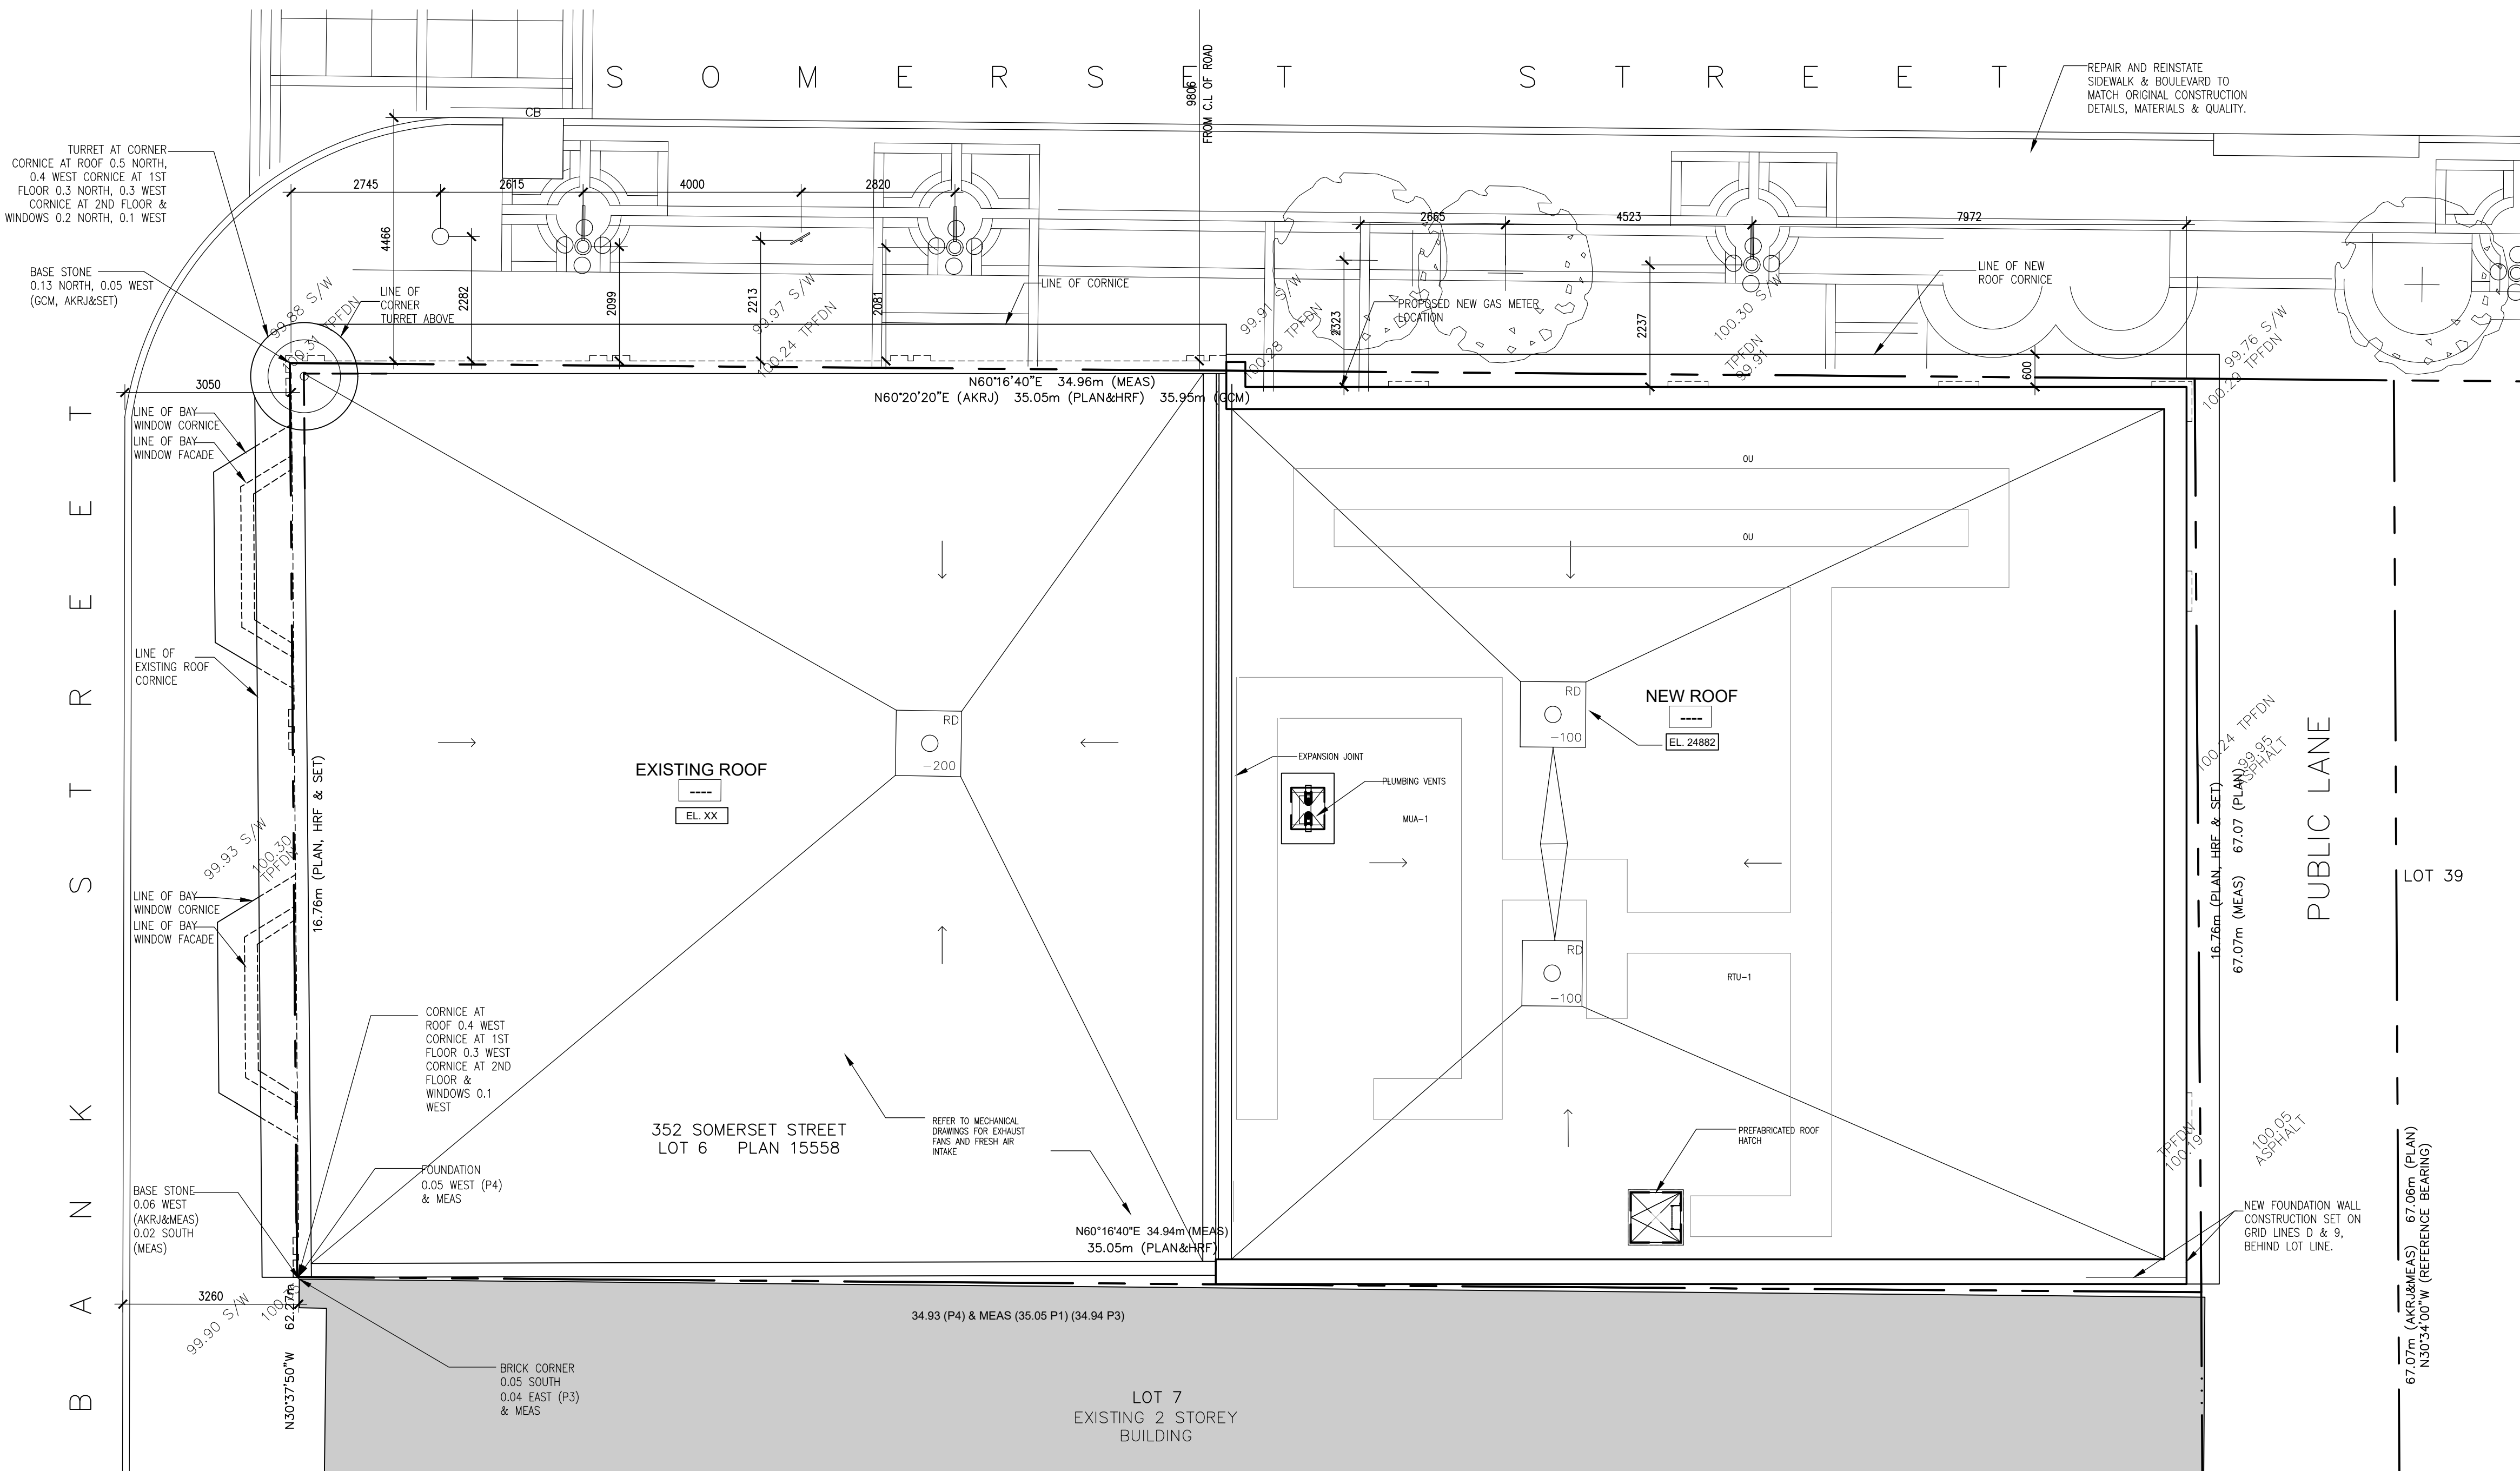 S O M E R S E T S T R E E T
9806
FROM C.L OF ROAD
REPAIR AND REINSTATE
SIDEWALK & BOULEVARD TO
MATCH ORIGINAL CONSTRUCTION
DETAILS, MATERIALS & QUALITY.
CB
TURRET AT CORNER
CORNICE AT ROOF 0.5 NORTH,
0.4 WEST CORNICE AT 1ST
FLOOR 0.3 NORTH, 0.3 WEST
CORNICE AT 2ND FLOOR &
WINDOWS 0.2 NORTH, 0.1 WEST
2745
2615
4000
2820
2665
4523
7972
4466
2282
2099
2213
2081
2323
2237
600
BASE STONE
0.13 NORTH, 0.05 WEST
(GCM, AKRJ&SET)
LINE OF
CORNER
TURRET ABOVE
LINE OF CORNICE
PROPOSED NEW GAS METER
LOCATION
LINE OF NEW
ROOF CORNICE
99.88 S/W
100.31
TPFDN
99.97 S/W
100.24 TPFDN
99.91 S/W
100.28 TPFDN
100.30 S/W
TPFDN
99.91
99.76 S/W
100.29 TPFDN
3050
N60°16'40"E 34.96m (MEAS)
N60°20'20"E (AKRJ) 35.05m (PLAN&HRF) 35.95m (GCM)
LINE OF BAY
WINDOW CORNICE
LINE OF BAY
WINDOW FACADE
OU
OU
B A N K S T R E E T
LINE OF
EXISTING ROOF
CORNICE
16.76m (PLAN, HRF & SET)
EXISTING ROOF
----
EL. XX
RD
-200
RD
-100
NEW ROOF
----
EL. 24882
EXPANSION JOINT
PLUMBING VENTS
MUA-1
100.24 TPFDN
99.95
ASPHALT
16.76m (PLAN, HRF & SET)
67.07m (MEAS) 67.07 (PLAN)
PUBLIC LANE
LOT 39
99.93 S/W
100.30
TPFDN
LINE OF BAY
WINDOW CORNICE
LINE OF BAY
WINDOW FACADE
RD
-100
RTU-1
CORNICE AT
ROOF 0.4 WEST
CORNICE AT 1ST
FLOOR 0.3 WEST
CORNICE AT 2ND
FLOOR &
WINDOWS 0.1
WEST
352 SOMERSET STREET
LOT 6 PLAN 15558
REFER TO MECHANICAL
DRAWINGS FOR EXHAUST
FANS AND FRESH AIR
INTAKE
PREFABRICATED ROOF
HATCH
TPFDN
100.19
100.05
ASPHALT
FOUNDATION
0.05 WEST (P4)
& MEAS
BASE STONE
0.06 WEST
(AKRJ&MEAS)
0.02 SOUTH
(MEAS)
N60°16'40"E 34.94m (MEAS)
35.05m (PLAN&HRF)
NEW FOUNDATION WALL
CONSTRUCTION SET ON
GRID LINES D & 9,
BEHIND LOT LINE.
67.07m (AKRJ&MEAS) 67.06m (PLAN)
N30°34'00"W (REFERENCE BEARING)
3260
99.90 S/W
N30°37'50"W 62.27m
34.93 (P4) & MEAS (35.05 P1) (34.94 P3)
BRICK CORNER
0.05 SOUTH
0.04 EAST (P3)
& MEAS
LOT 7
EXISTING 2 STOREY
BUILDING